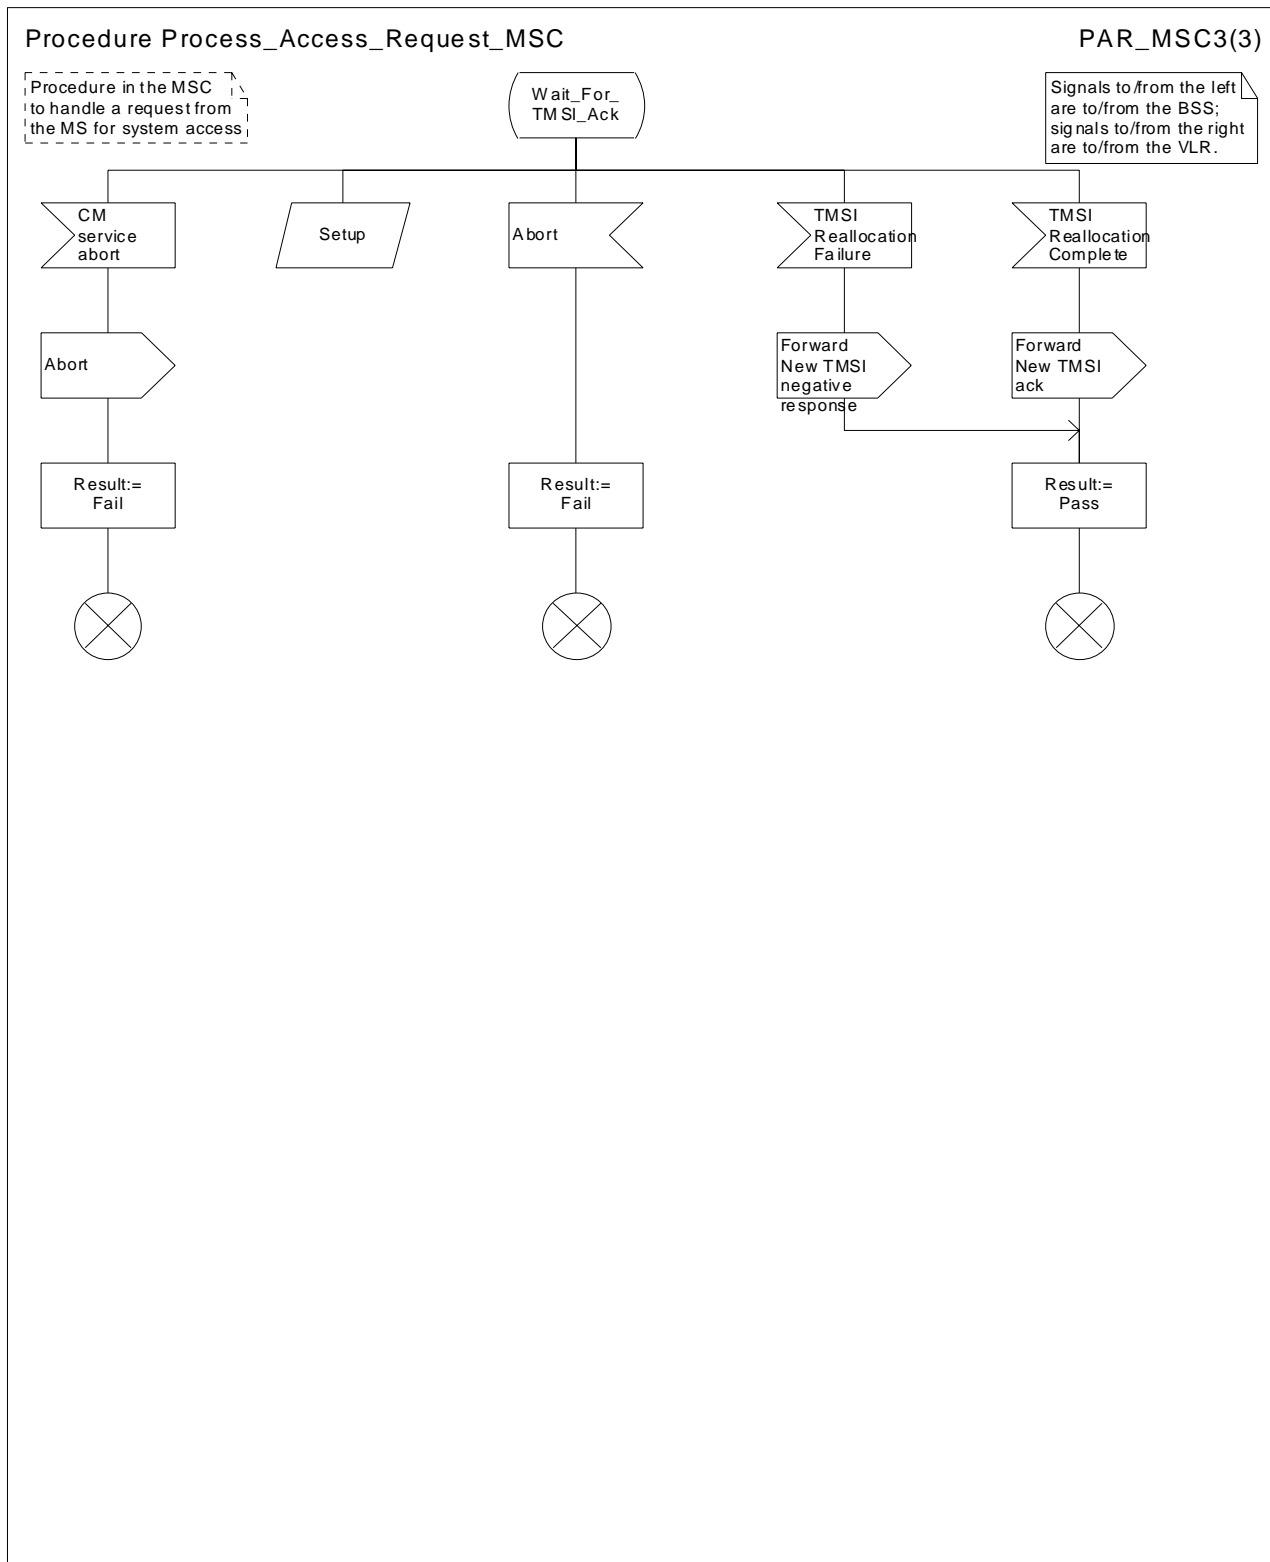 Procedure Process_Access_Request_MSC
PAR_MSC3(3)
Procedure in the MSC
to handle a request from
the MS for system access
Wait_For_
TMSI_Ack
Signals to/from the left
are to/from the BSS;
signals to/from the right
are to/from the VLR.
CM
service
abort
Setup
Abort
TMSI
Reallocation
Failure
TMSI
Reallocation
Complete
Abort
Forward
New TMSI
negative
response
Forward
New TMSI
ack
Result:=
Fail
Result:=
Fail
Result:=
Pass